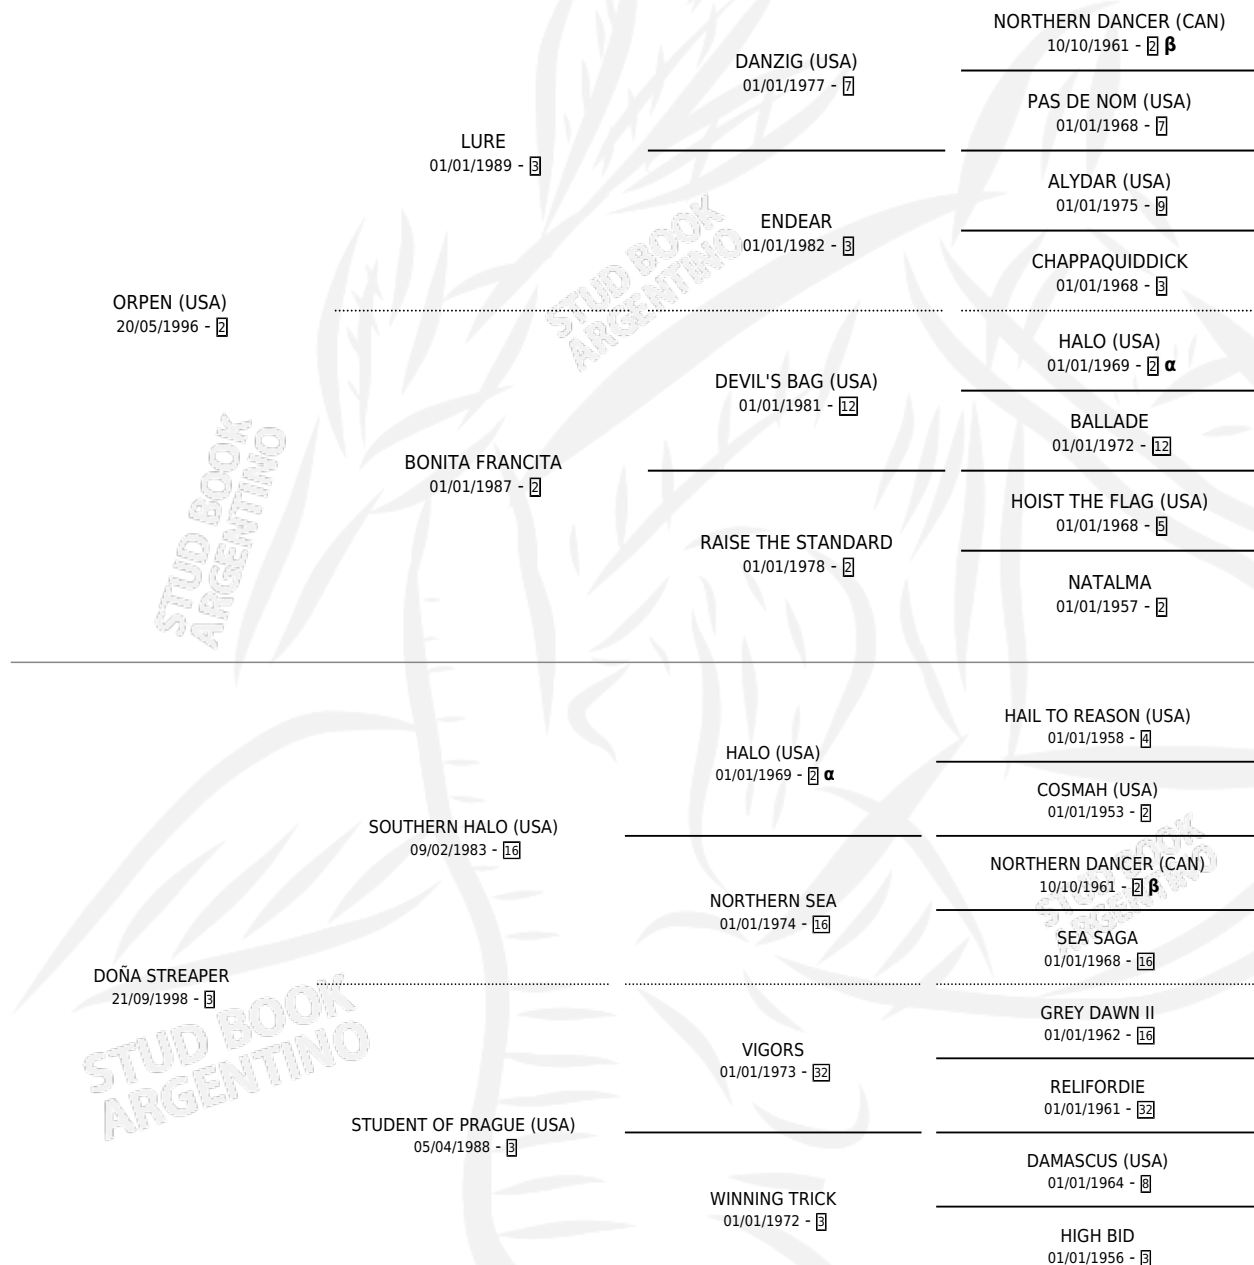 NORTHERN DANCER (CAN)
10/10/1961 - 2 β
DANZIG (USA)
01/01/1977 - 7
PAS DE NOM (USA)
01/01/1968 - 7
LURE
01/01/1989 - 3
ALYDAR (USA)
01/01/1975 - 9
ENDEAR
01/01/1982 - 3
CHAPPAQUIDDICK
01/01/1968 - 3
ORPEN (USA)
20/05/1996 - 2
STUD BOOK
ARGENTINO
HALO (USA)
01/01/1969 - 2 α
DEVIL'S BAG (USA)
01/01/1981 - 12
BALLADE
01/01/1972 - 12
BONITA FRANCITA
01/01/1987 - 2
STUD BOOK
ARGENTINO
HOIST THE FLAG (USA)
01/01/1968 - 5
RAISE THE STANDARD
01/01/1978 - 2
NATALMA
01/01/1957 - 2
HAIL TO REASON (USA)
01/01/1958 - 4
HALO (USA)
01/01/1969 - 2 α
COSMAH (USA)
01/01/1953 - 2
SOUTHERN HALO (USA)
09/02/1983 - 16
NORTHERN DANCER (CAN)
10/10/1961 - 2 β
STUD BOOK
ARGENTINO
NORTHERN SEA
01/01/1974 - 16
SEA SAGA
01/01/1968 - 16
DOÑA STREAPER
21/09/1998 - 3
STUD BOOK
ARGENTINO
GREY DAWN II
01/01/1962 - 16
VIGORS
01/01/1973 - 32
RELIFORDIE
01/01/1961 - 32
STUDENT OF PRAGUE (USA)
05/04/1988 - 3
DAMASCUS (USA)
01/01/1964 - 8
WINNING TRICK
01/01/1972 - 3
HIGH BID
01/01/1956 - 3